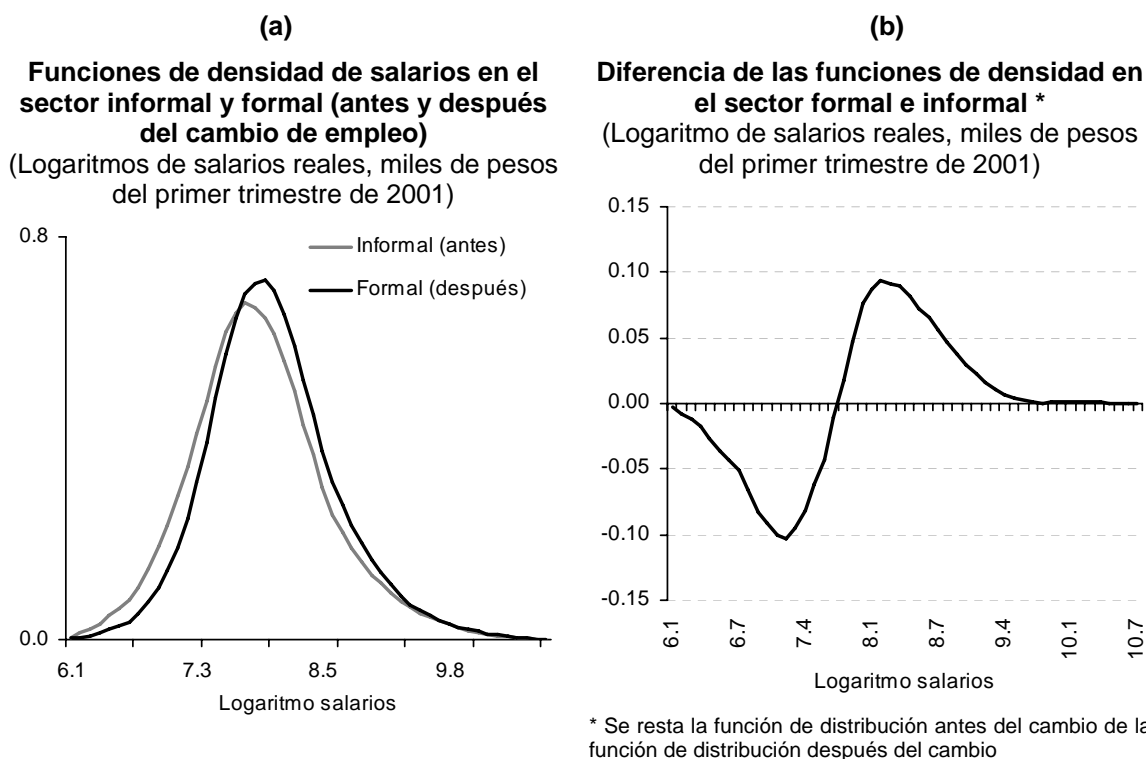 (a)
Funciones de densidad de salarios en el
sector informal y formal (antes y después
del cambio de empleo)
(Logaritmos de salarios reales, miles de pesos
del primer trimestre de 2001)
0.8
Informal (antes)
Formal (después)
0.0
6.1 7.3 8.5 9.8
Logaritmo salarios
(b)
Diferencia de las funciones de densidad en
el sector formal e informal *
(Logaritmo de salarios reales, miles de pesos
del primer trimestre de 2001)
0.15
0.10
0.05
0.00
-0.05
-0.10
-0.15
6.1 6.7 7.4 8.1 8.7 9.4 10.1 10.7
Logaritmo salarios
* Se resta la función de distribución antes del cambio de la
función de distribución después del cambio